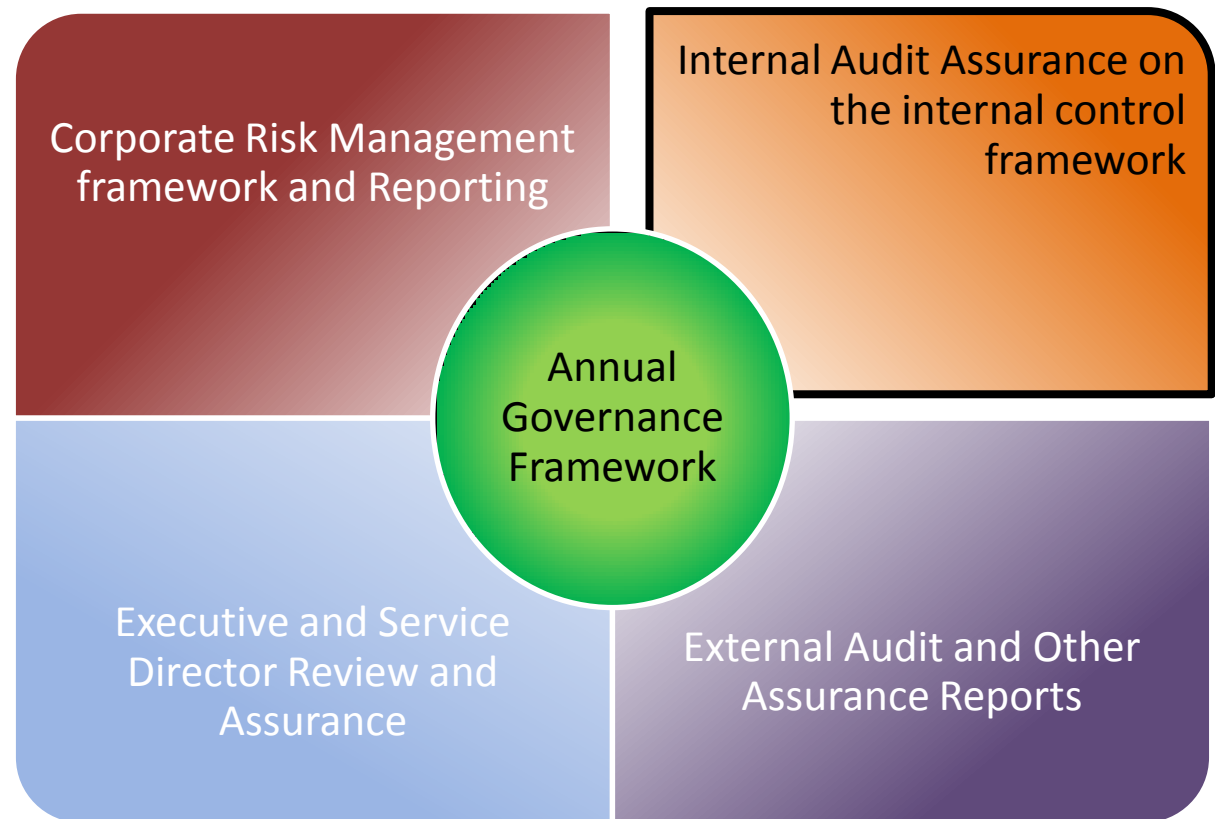 Corporate Risk Management
framework and Reporting
Internal Audit Assurance on
the internal control
framework
Annual
Governance
Framework
Executive and Service
Director Review and
Assurance
External Audit and Other
Assurance Reports